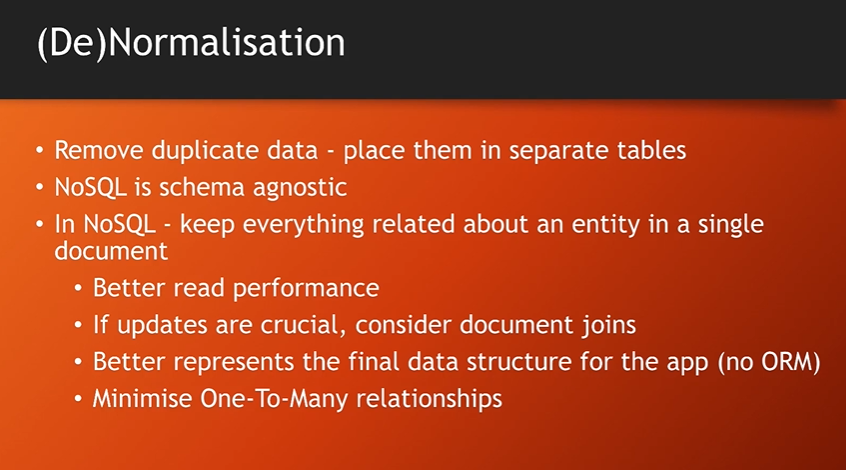 (De)Normalisation
• Remove duplicate data - place them in separate tables
• NoSQL is schema agnostic
• In NoSQL - keep everything related about an entity in a single
document
• Better read performance
• If updates are crucial, consider document joins
• Better represents the final data structure for the app (no ORM)
• Minimise One-To-Many relationships